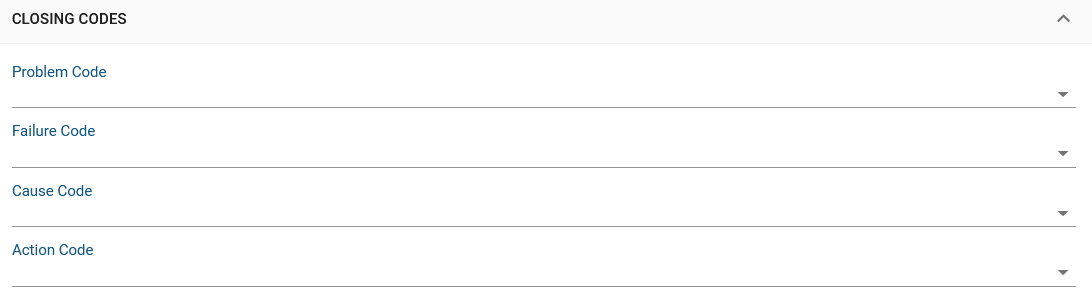 CLOSING CODES
Problem Code
Failure Code
Cause Code
Action Code